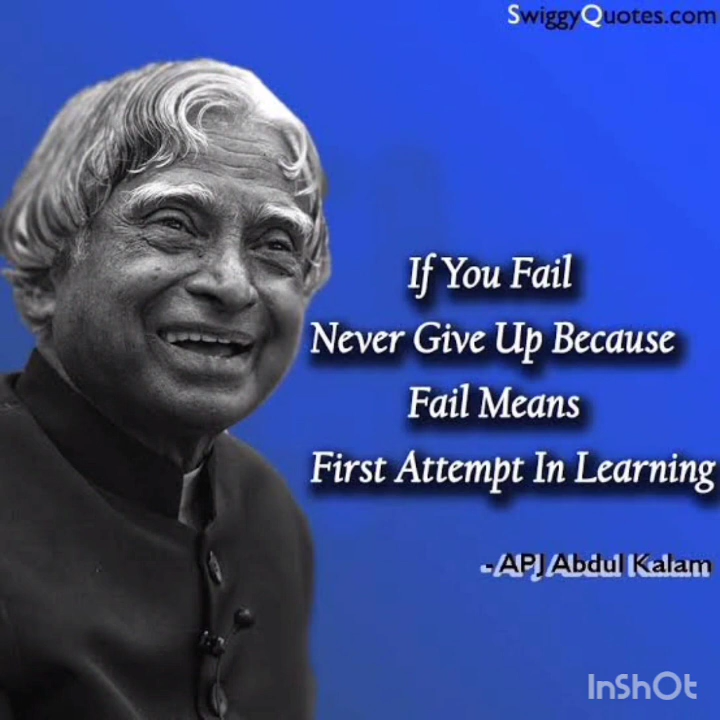 SwiggyQuotes.com
If You Fail
Never Give Up Because
Fail Means
First Attempt In Learning
- APJ Abdul Kalam
InShOt